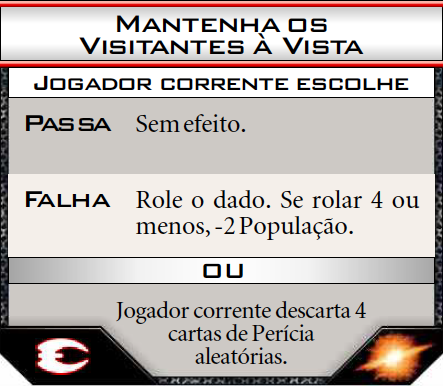 Mantenha os
Visitantes à Vista
Jogador corrente escolhe
Passa Sem efeito.
Falha Role o dado. Se rolar 4 ou
menos, -2 População.
OU
Jogador corrente descarta 4
cartas de Perícia
aleatórias.